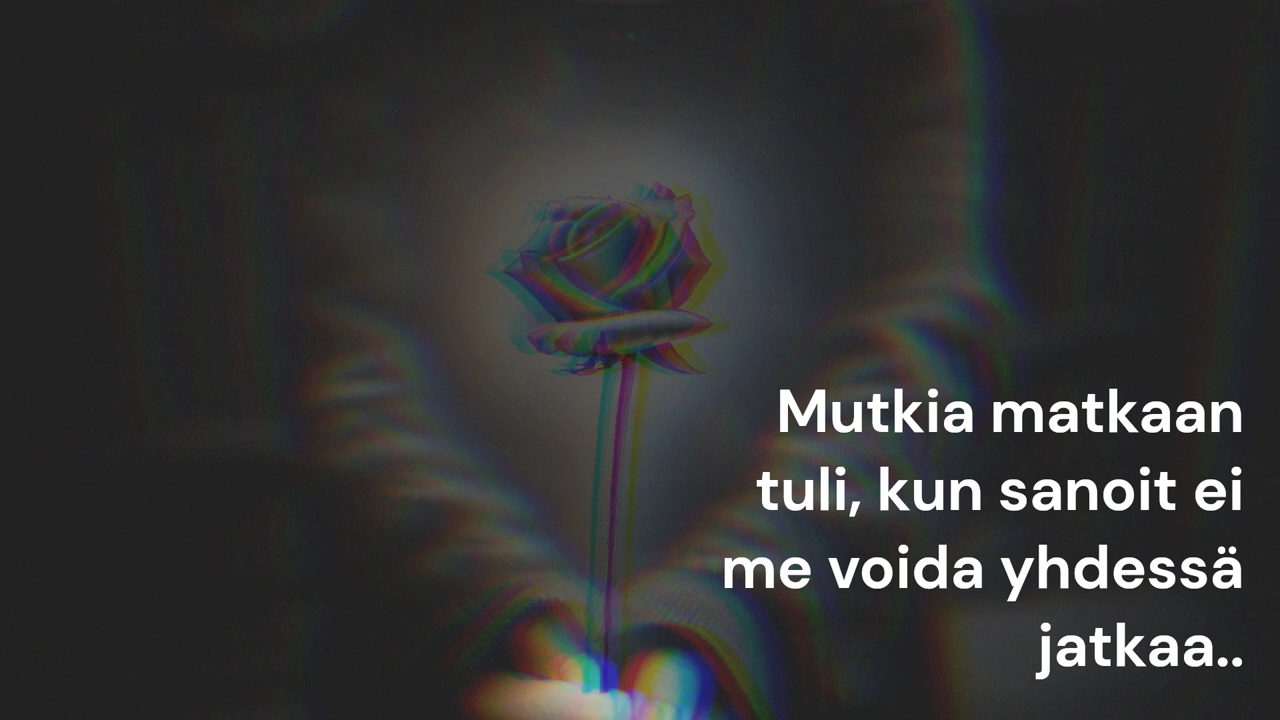 Mutkia matkaan
tuli, kun sanoit ei
me voida yhdessä
jatkaa..